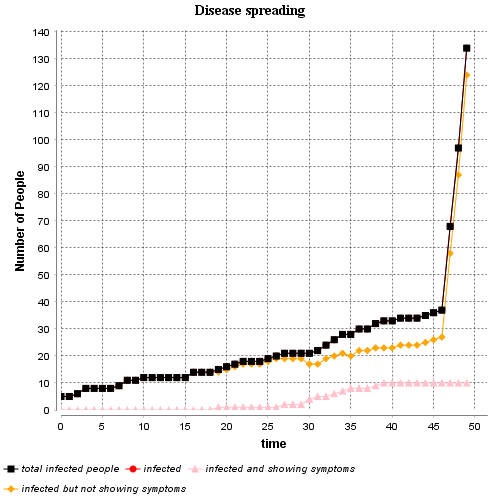 Disease spreading
140
130
120
110
100
90
80
70
60
50
40
30
20
10
0
Number of People
0 5 10 15 20 25 30 35 40 45 50
time
total infected people infected infected and showing symptoms
infected but not showing symptoms